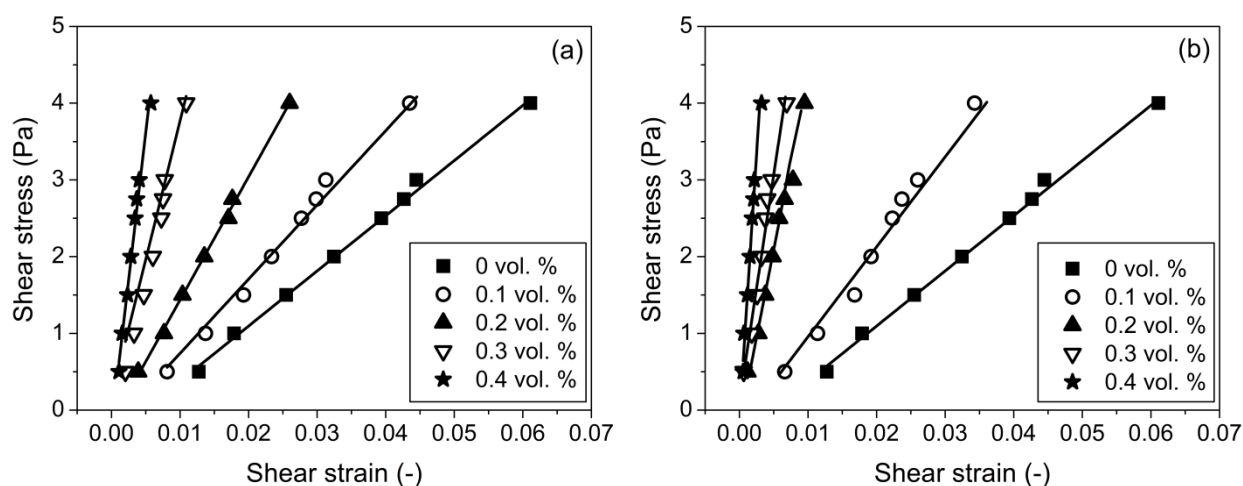 (a)
Shear stress (Pa)
5
4
3
2
1
0
0 vol. %
0.1 vol. %
0.2 vol. %
0.3 vol. %
0.4 vol. %
0.00 0.01 0.02 0.03 0.04 0.05 0.06 0.07
Shear strain (-)
(b)
Shear stress (Pa)
5
4
3
2
1
0
0 vol. %
0.1 vol. %
0.2 vol. %
0.3 vol. %
0.4 vol. %
0.00 0.01 0.02 0.03 0.04 0.05 0.06 0.07
Shear strain (-)